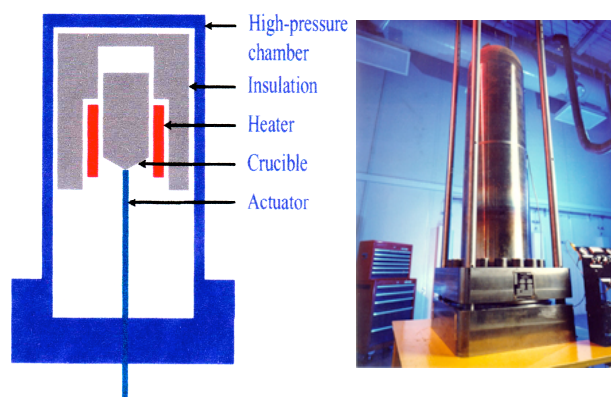 High-pressure
chamber
Insulation
Heater
Crucible
Actuator